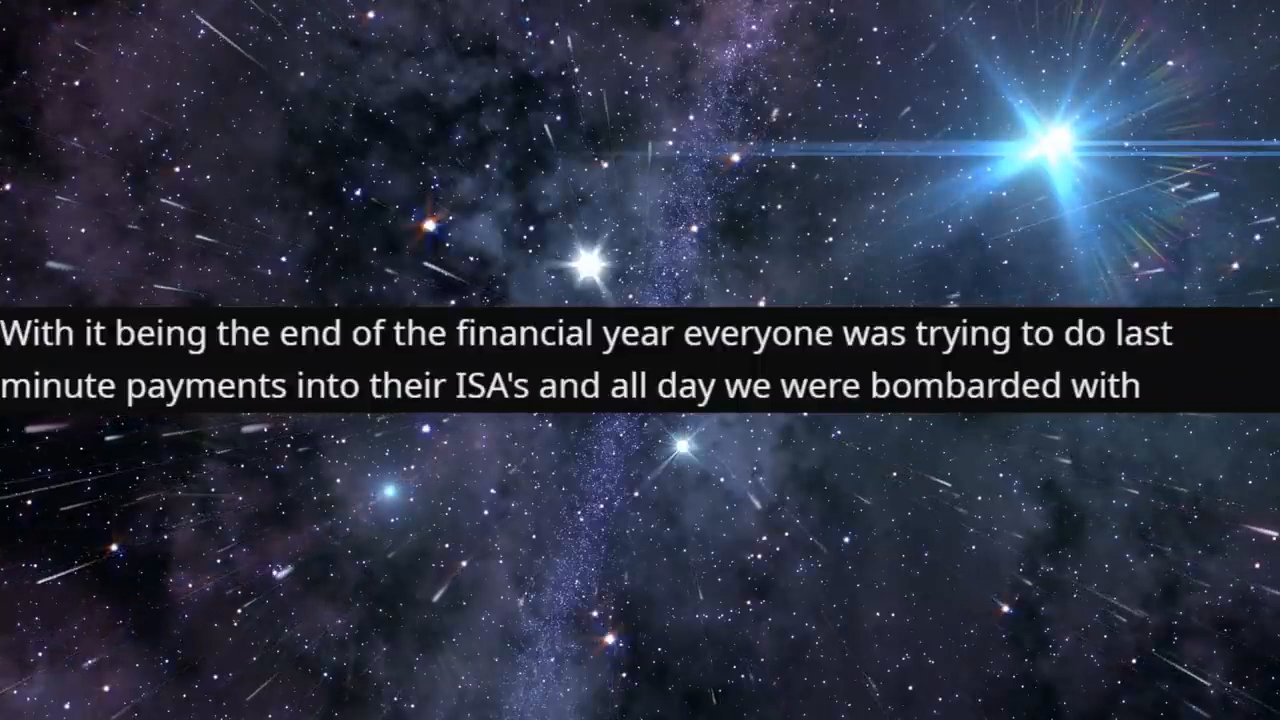 With it being the end of the financial year everyone was trying to do last
minute payments into their ISA's and all day we were bombarded with